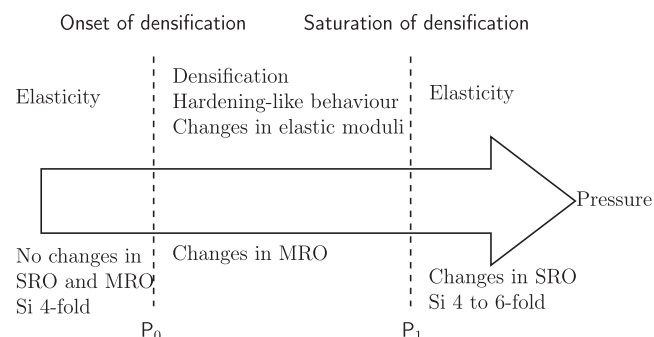 Onset of densification
Saturation of densification
Elasticity
Densification
Hardening-like behaviour
Changes in elastic moduli
Elasticity
Pressure
No changes in
SRO and MRO
Si 4-fold
Changes in MRO
Changes in SRO
Si 4 to 6-fold
P0
P1